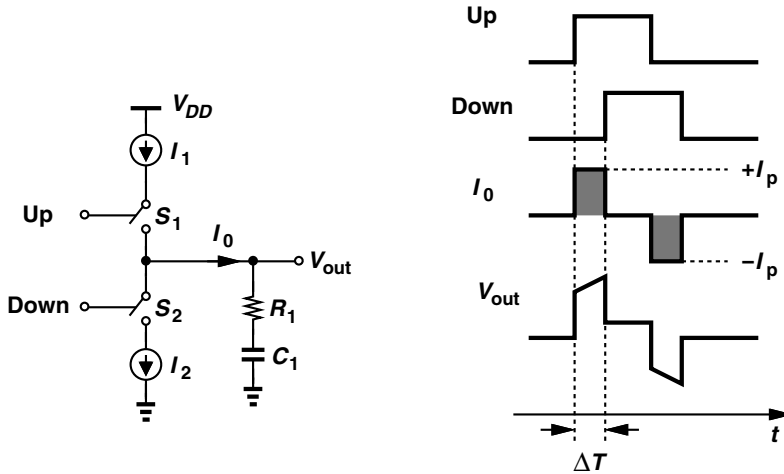 V_DD
I_1
Up
S_1
I_0
V_out
Down
S_2
R_1
C_1
I_2
Up
Down
I_0
+I_p
−I_p
V_out
t
ΔT